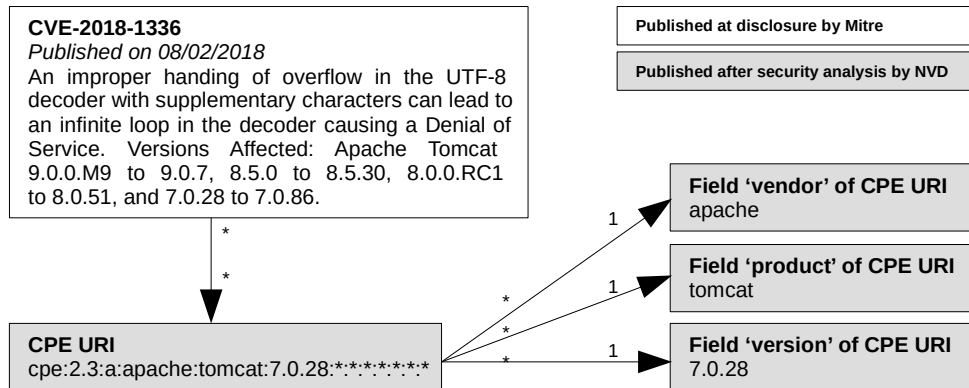 CVE-2018-1336
Published on 08/02/2018
An improper handing of overflow in the UTF-8
decoder with supplementary characters can lead to
an infinite loop in the decoder causing a Denial of
Service. Versions Affected: Apache Tomcat
9.0.0.M9 to 9.0.7, 8.5.0 to 8.5.30, 8.0.0.RC1
to 8.0.51, and 7.0.28 to 7.0.86.
Published at disclosure by Mitre
Published after security analysis by NVD
*
*
CPE URI
cpe:2.3:a:apache:tomcat:7.0.28:*:*:*:*:*:*:*
*
1
*
1
*
1
Field ‘vendor’ of CPE URI
apache
Field ‘product’ of CPE URI
tomcat
Field ‘version’ of CPE URI
7.0.28